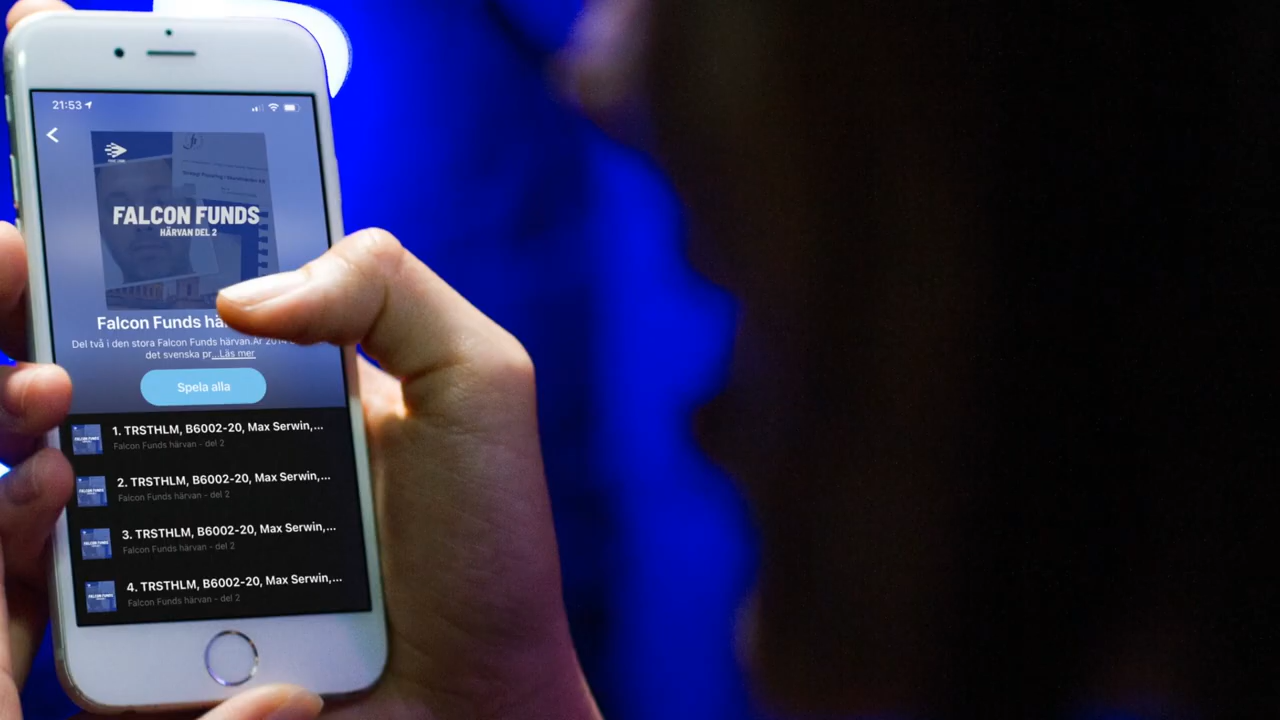 21:53
FALCON FUNDS
HÄRVAN DEL 2
Falcon Funds hä
Del två i den stora Falcon Funds härvan.År 2014
det svenska pr...Läs mer
Spela alla
1. TRSTHLM, B6002-20, Max Serwin,...
Falcon Funds härvan - del 2
2. TRSTHLM, B6002-20, Max Serwin,...
Falcon Funds härvan - del 2
3. TRSTHLM, B6002-20, Max Serwin,...
Falcon Funds härvan - del 2
4. TRSTHLM, B6002-20, Max Serwin,...
Falcon Funds härvan - del 2